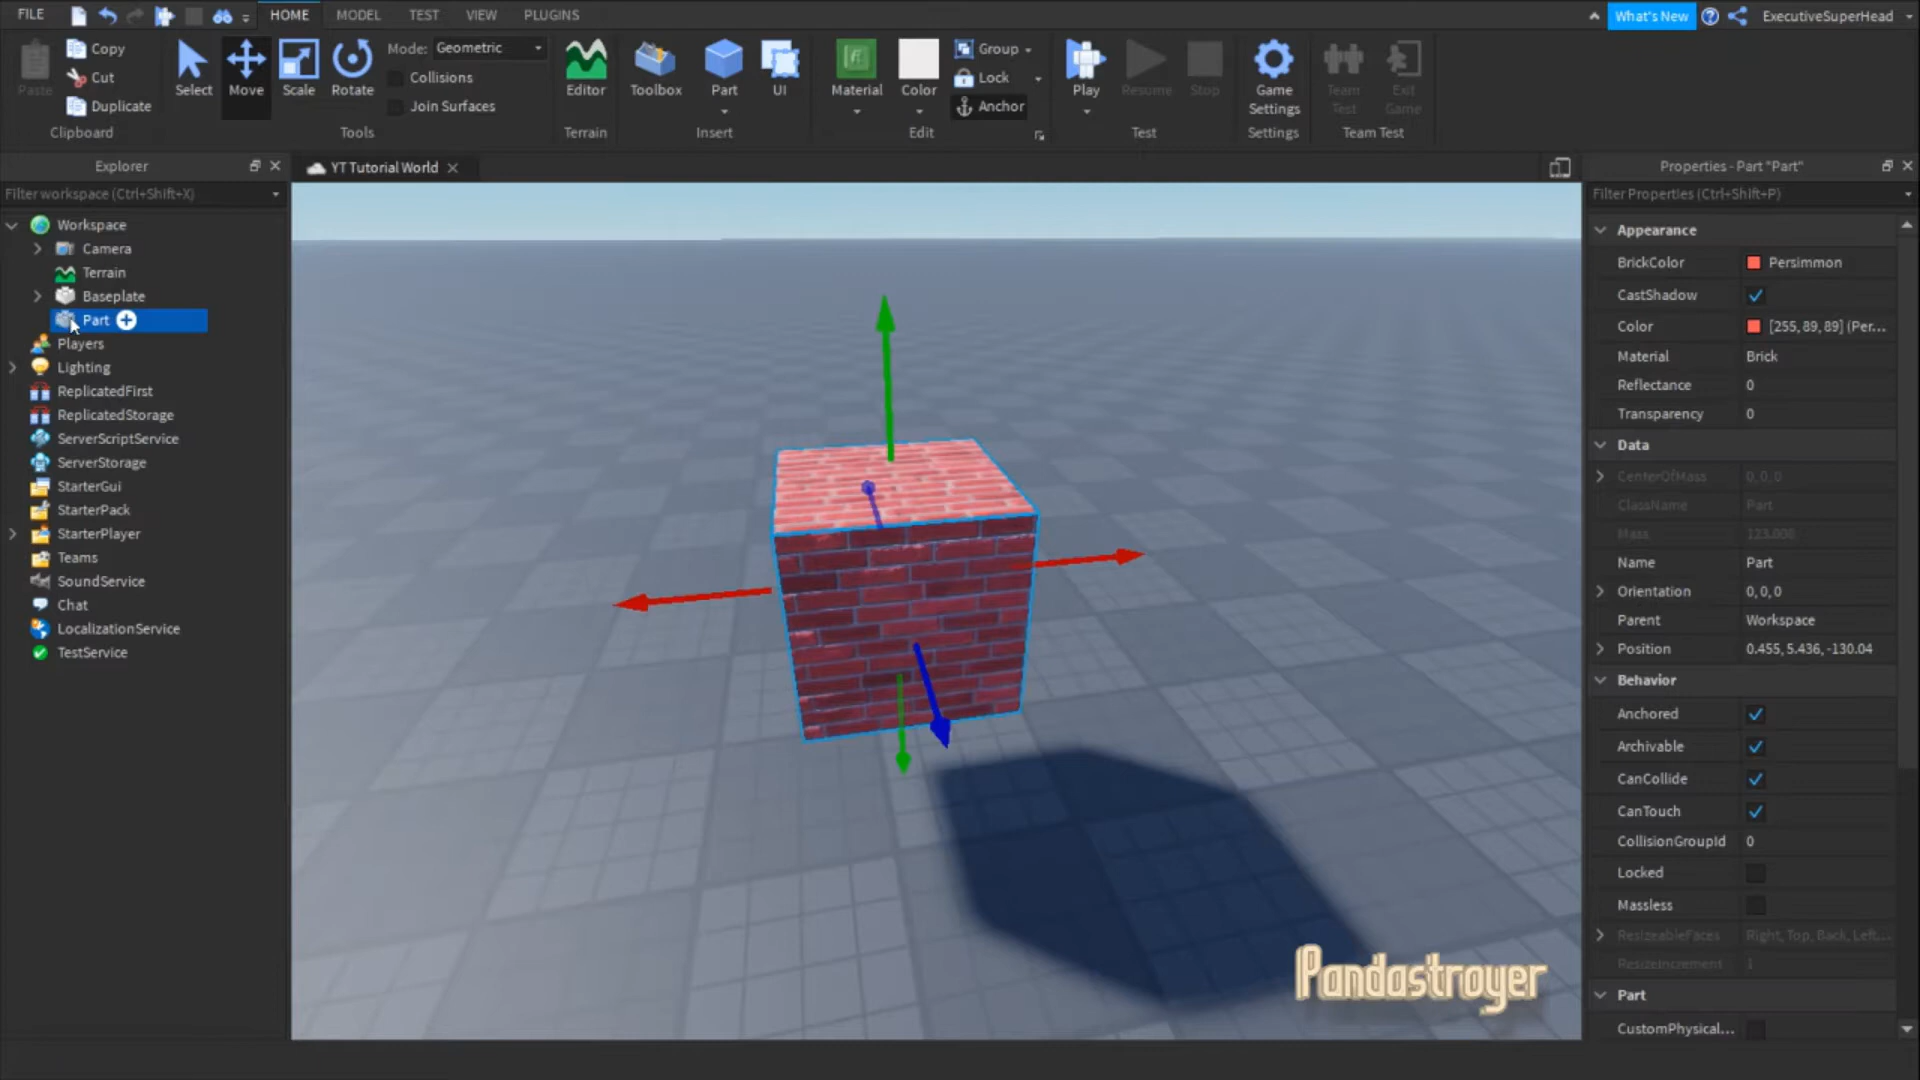 FILE HOME MODEL TEST VIEW PLUGINS What's New ExecutiveSuperHead
Paste Copy Cut Duplicate Clipboard
Select Move Scale Rotate Mode: Geometric Collisions Join Surfaces Tools
Editor Terrain
Toolbox Part UI Insert
Material Color Group Lock Anchor Edit
Play Resume Stop Test
Game Settings Settings
Team Test Exit Game Team Test
Explorer
Filter workspace (Ctrl+Shift+X)
Workspace
Camera
Terrain
Baseplate
Part
Players
Lighting
ReplicatedFirst
ReplicatedStorage
ServerScriptService
ServerStorage
StarterGui
StarterPack
StarterPlayer
Teams
SoundService
Chat
LocalizationService
TestService
YT Tutorial World
Pandastroyer
Properties - Part "Part"
Filter Properties (Ctrl+Shift+P)
Appearance
BrickColor Persimmon
CastShadow
Color [255, 89, 89] (Per...
Material Brick
Reflectance 0
Transparency 0
Data
CenterOfMass 0, 0, 0
ClassName Part
Mass 123.008
Name Part
Orientation 0, 0, 0
Parent Workspace
Position 0.455, 5.436, -130.04
Behavior
Anchored
Archivable
CanCollide
CanTouch
CollisionGroupId 0
Locked
Massless
ResizeableFaces Right, Top, Back, Left,...
ResizeIncrement 1
Part
CustomPhysical...